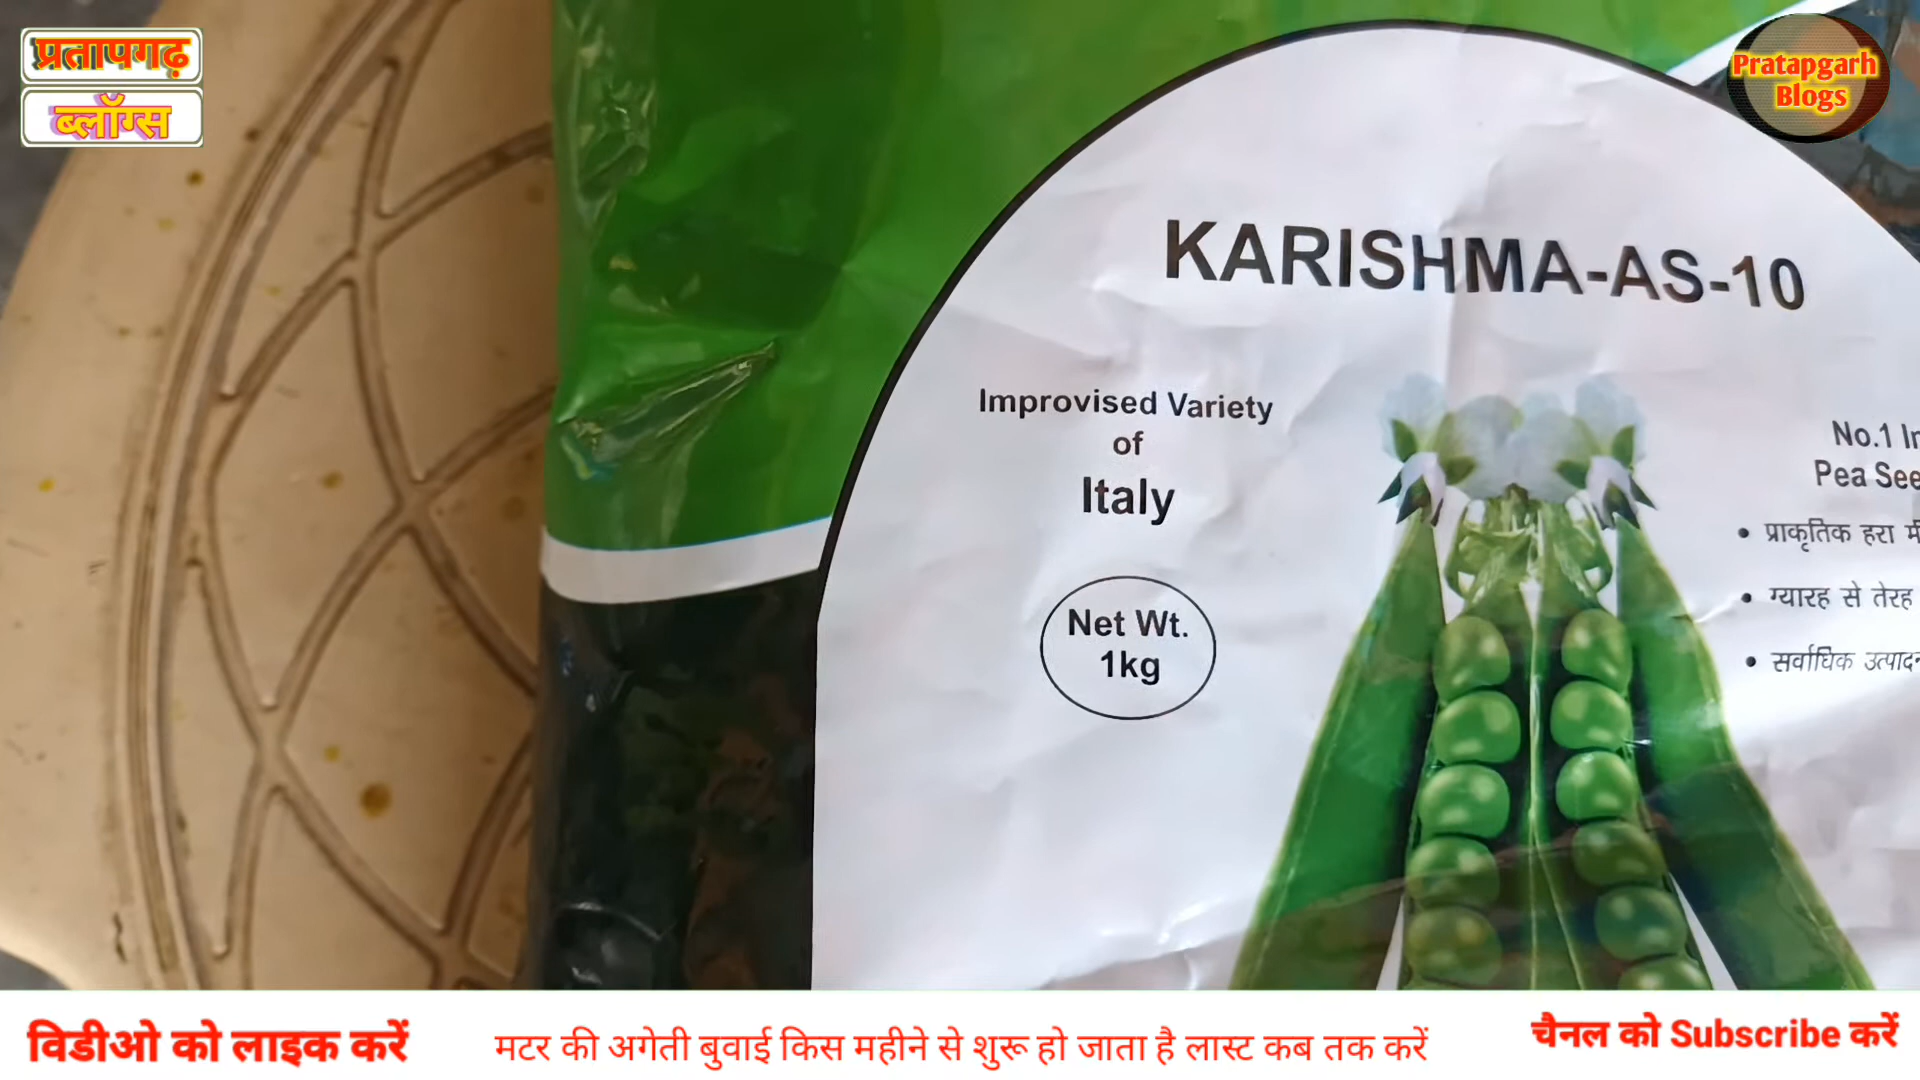 प्रतापगढ़
ब्लॉग्स
Pratapgarh
Blogs
KARISHMA-AS-10
Improvised Variety
of
Italy
Net Wt.
1kg
No.1
Pea
• प्राकृतिक हरा
• ग्यारह से तेरह
• सर्वाधिक
विडीओ को लाइक करें
मटर की अगेती बुवाई किस महीने से शुरू हो जाता है लास्ट कब तक करें
चैनल को Subscribe करें